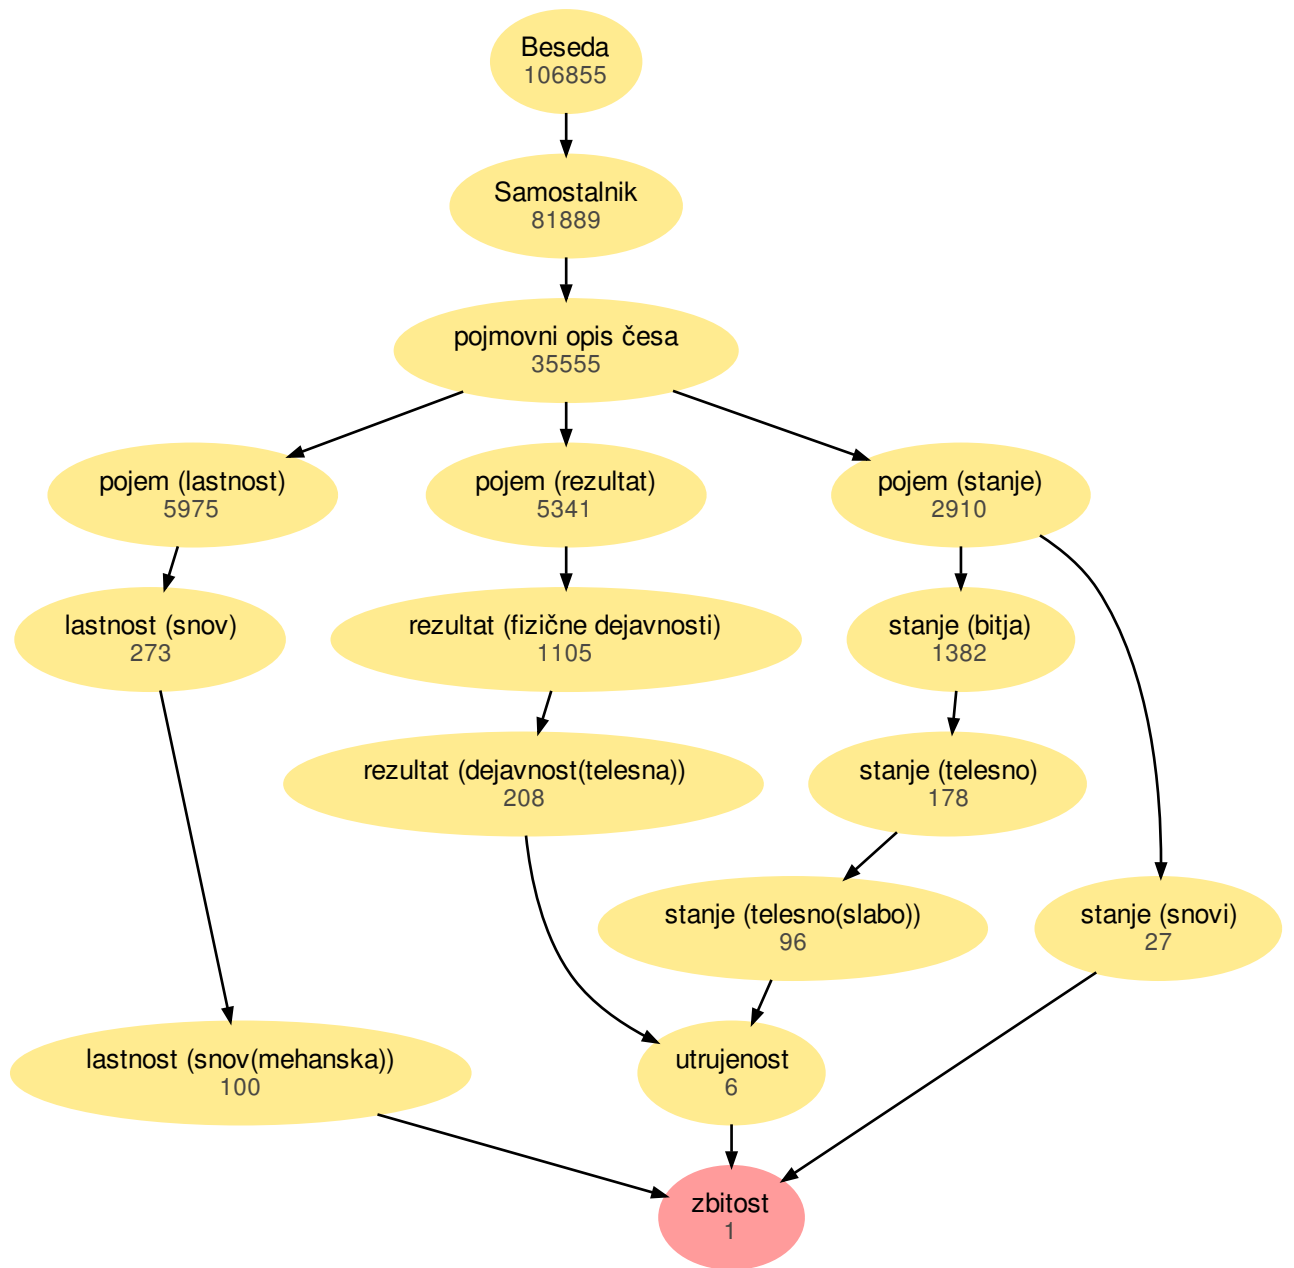 Beseda
106855
Samostalnik
81889
pojmovni opis česa
35555
pojem (lastnost)
5975
pojem (rezultat)
5341
pojem (stanje)
2910
lastnost (snov)
273
rezultat (fizične dejavnosti)
1105
stanje (bitja)
1382
rezultat (dejavnost(telesna))
208
stanje (telesno)
178
stanje (telesno(slabo))
96
stanje (snovi)
27
lastnost (snov(mehanska))
100
utrujenost
6
zbitost
1